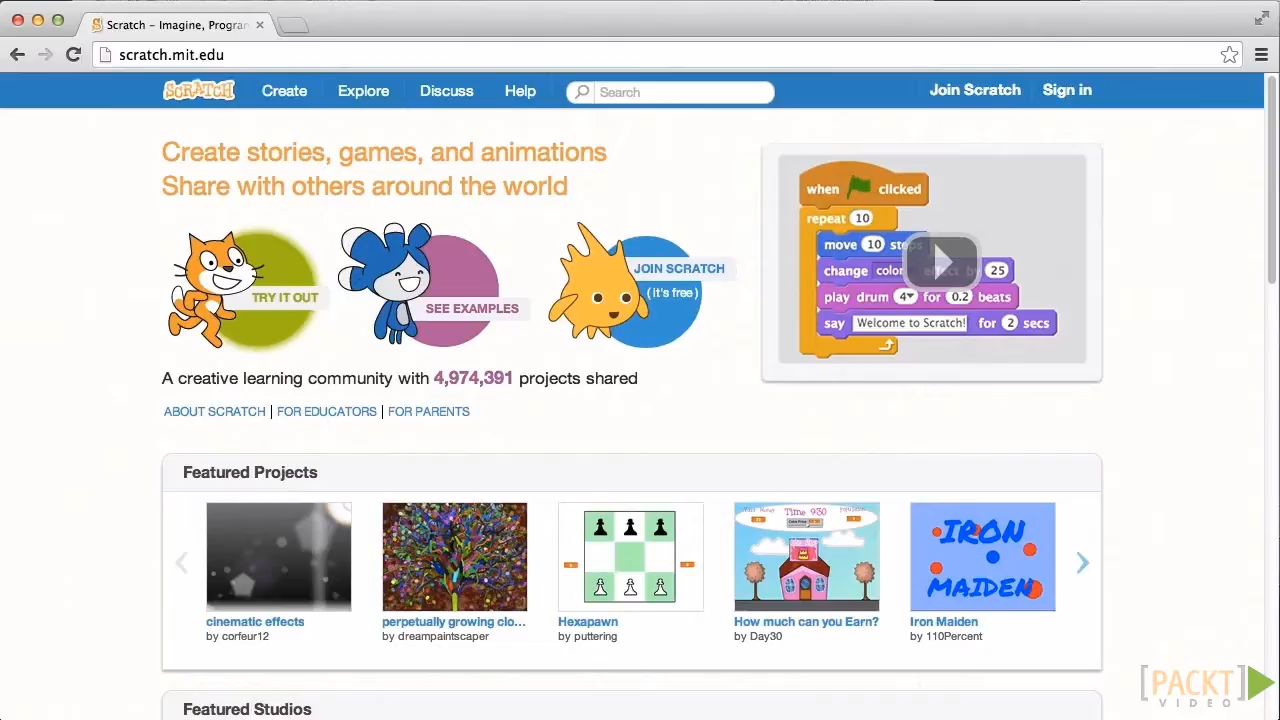 Scratch – Imagine, Progran
scratch.mit.edu
SCRATCH Create Explore Discuss Help Search Join Scratch Sign in
Create stories, games, and animations
Share with others around the world
TRY IT OUT
SEE EXAMPLES
JOIN SCRATCH
(it's free)
when clicked
repeat 10
move 10 steps
change color effect by 25
play drum 4 for 0.2 beats
say Welcome to Scratch! for 2 secs
A creative learning community with 4,974,391 projects shared
ABOUT SCRATCH | FOR EDUCATORS | FOR PARENTS
Featured Projects
Time 930
IRON
MAIDEN
cinematic effects
by corfeur12
perpetually growing clo...
by dreampaintscaper
Hexapawn
by puttering
How much can you Earn?
by Day30
Iron Maiden
by 110Percent
Featured Studios
[PACKT]
VIDEO